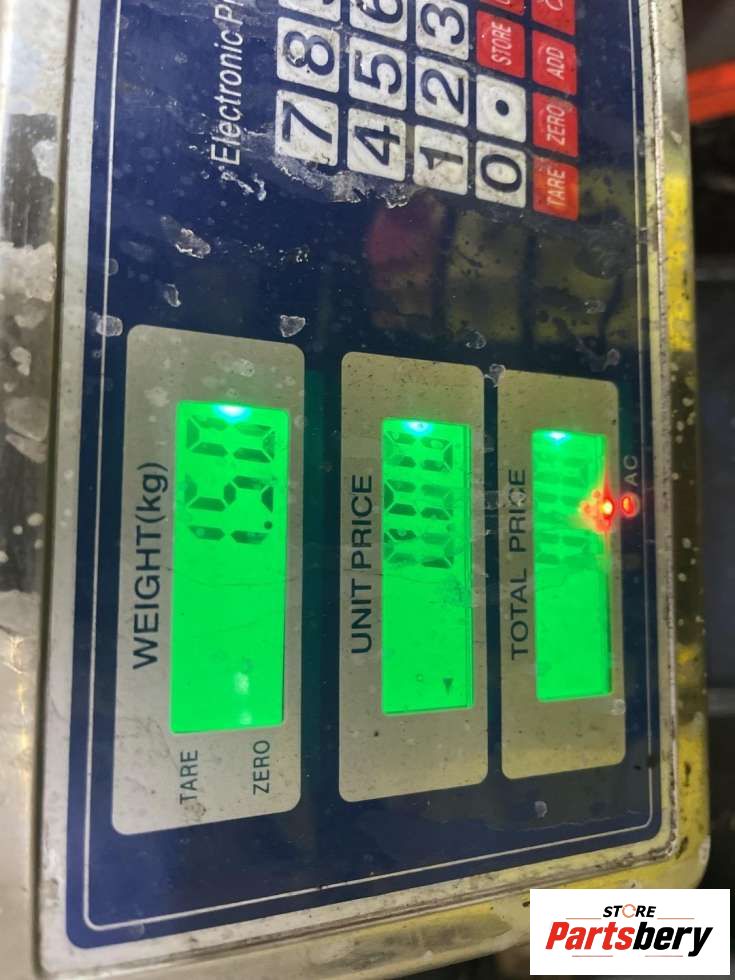 WEIGHT(kg)
TARE
ZERO
UNIT PRICE
TOTAL PRICE
AC
Electronic
7 8
4 5 6
1 2 3
0 • STORE
TARE ZERO ADD
STORE
Partsbery